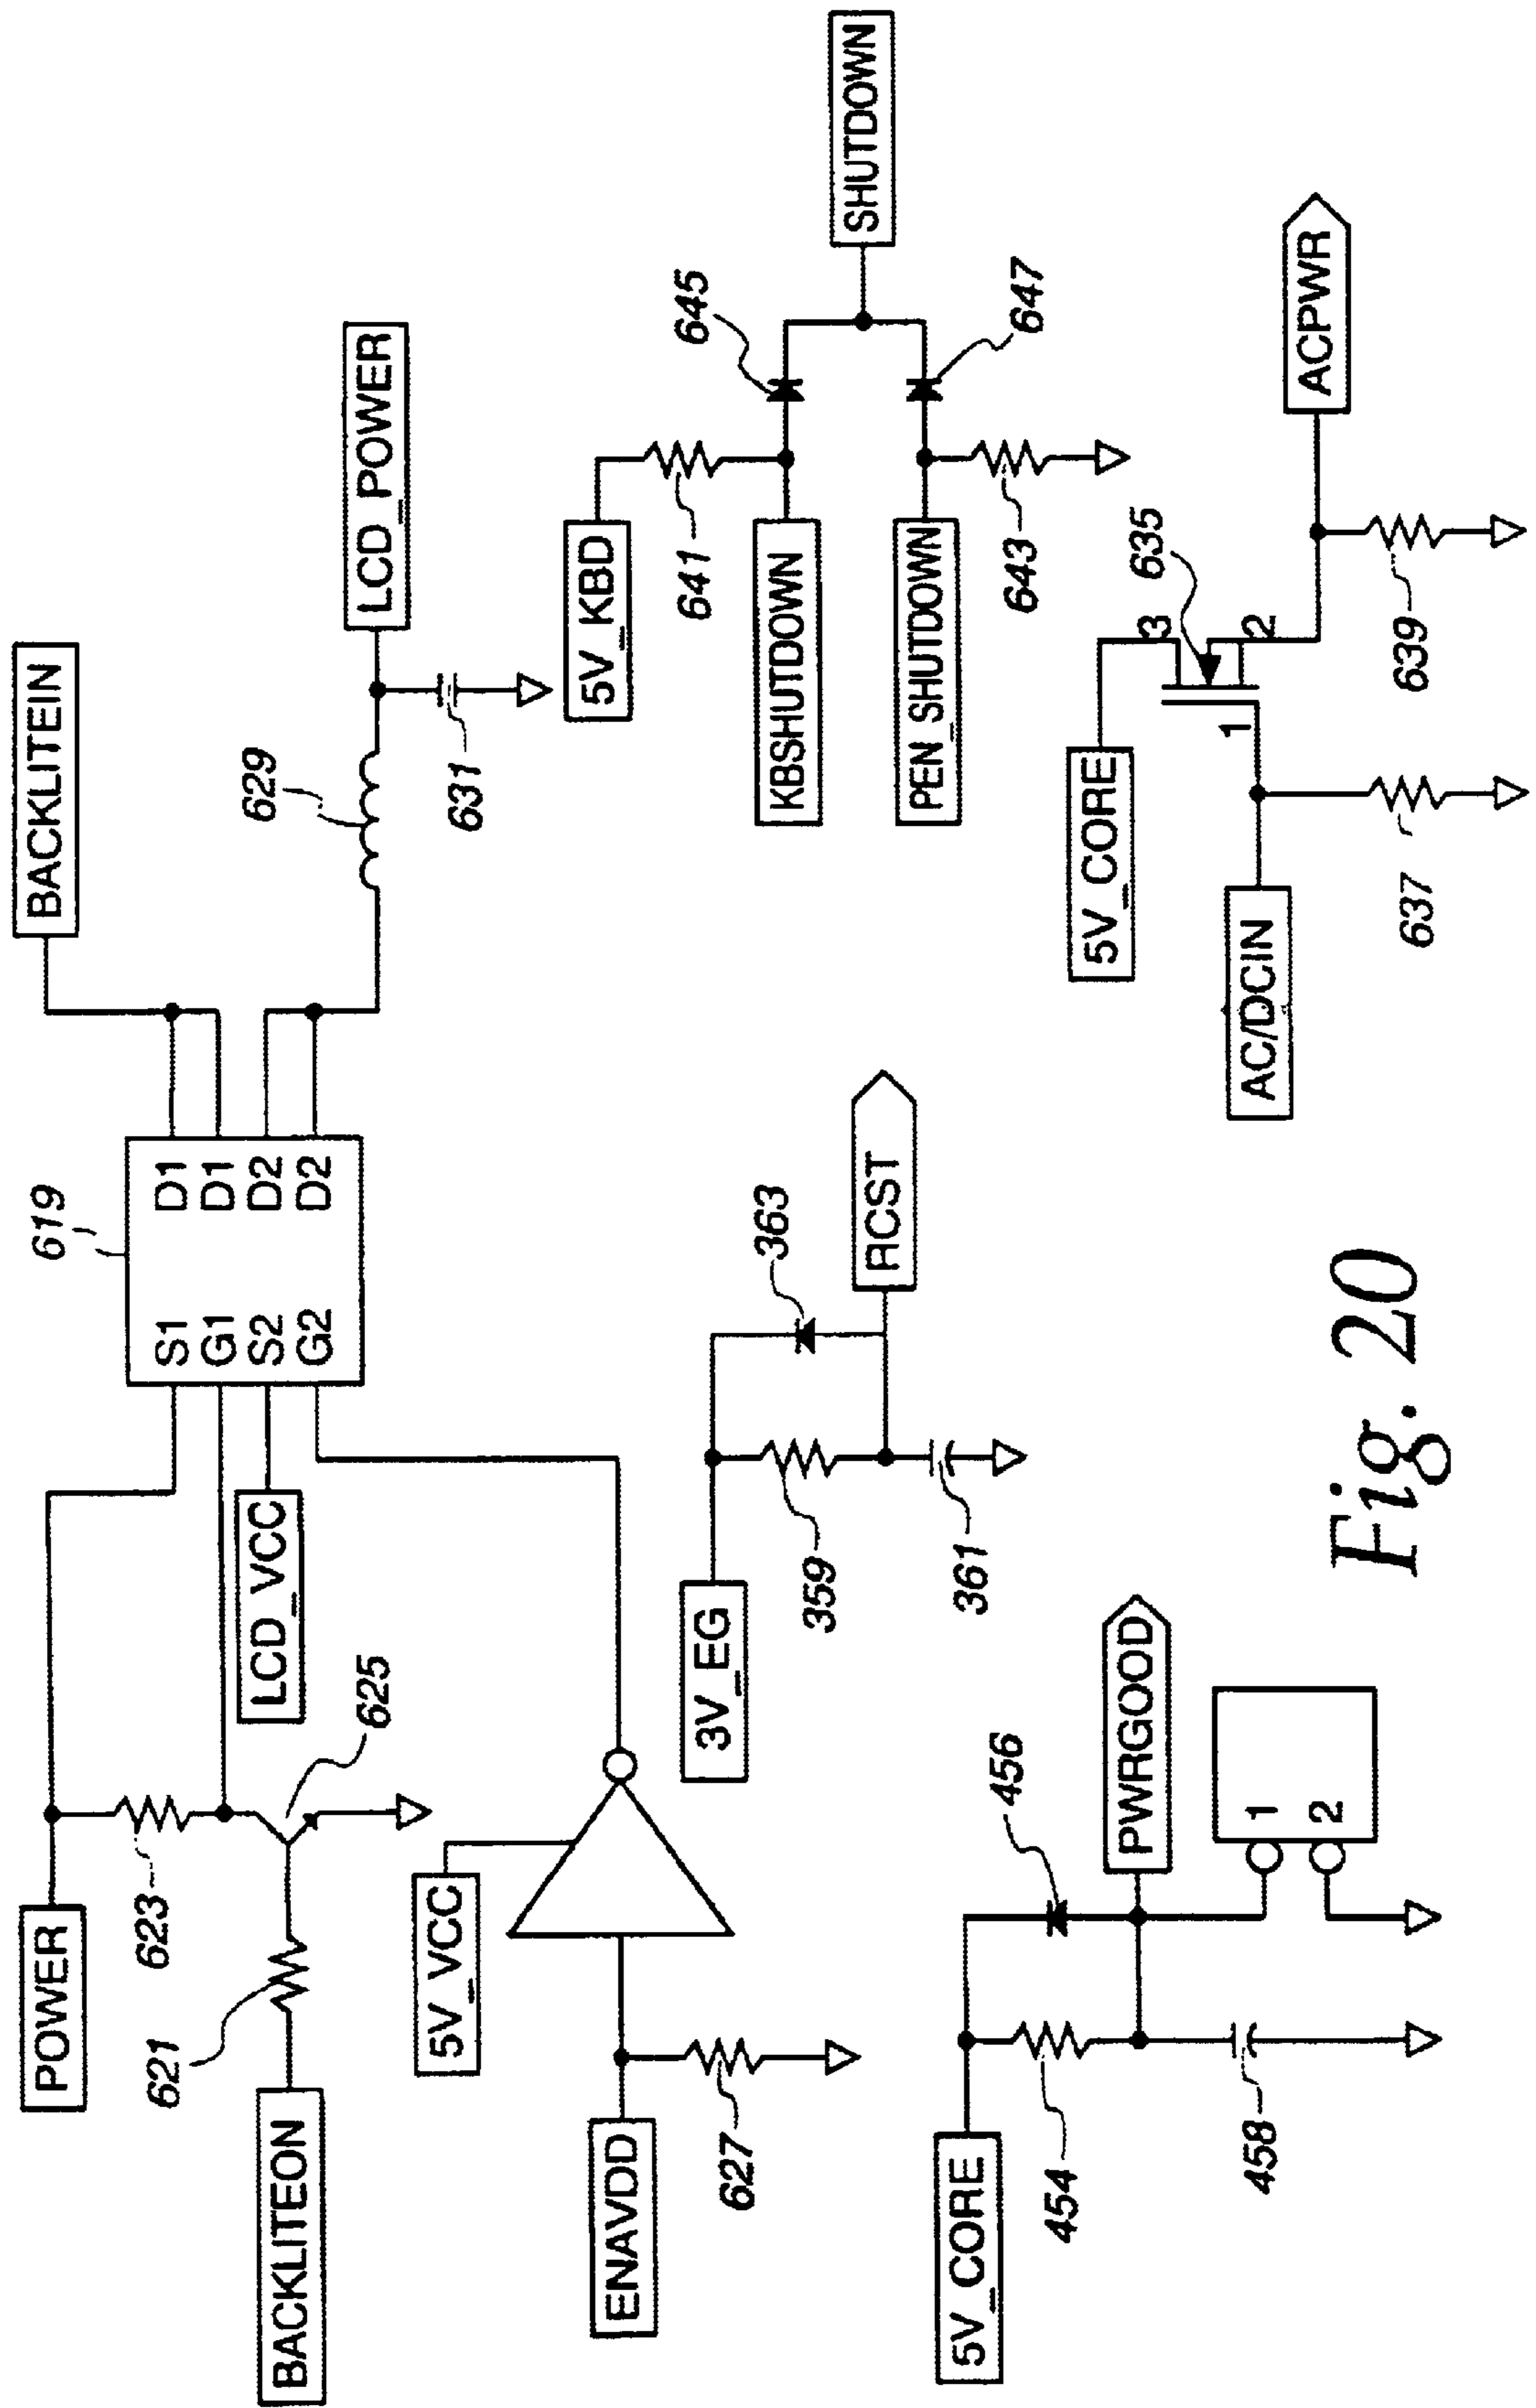 BACKLITEIN
619
S1 D1
G1 D1
S2 D2
G2 D2
POWER
623
621
BACKLITEON
625
LCD_VCC
629
LCD_POWER
631
5V_VCC
ENAVDD
627
5V_KBD
641
645
KBSHUTDOWN
SHUTDOWN
PEN_SHUTDOWN
647
643
3V_EG
363
359
RCST
361
5V_CORE
456
454
PWRGOOD
458
1
2
5V_CORE
3
635
1
2
AC/DCIN
ACPWR
637
639
Fig. 20